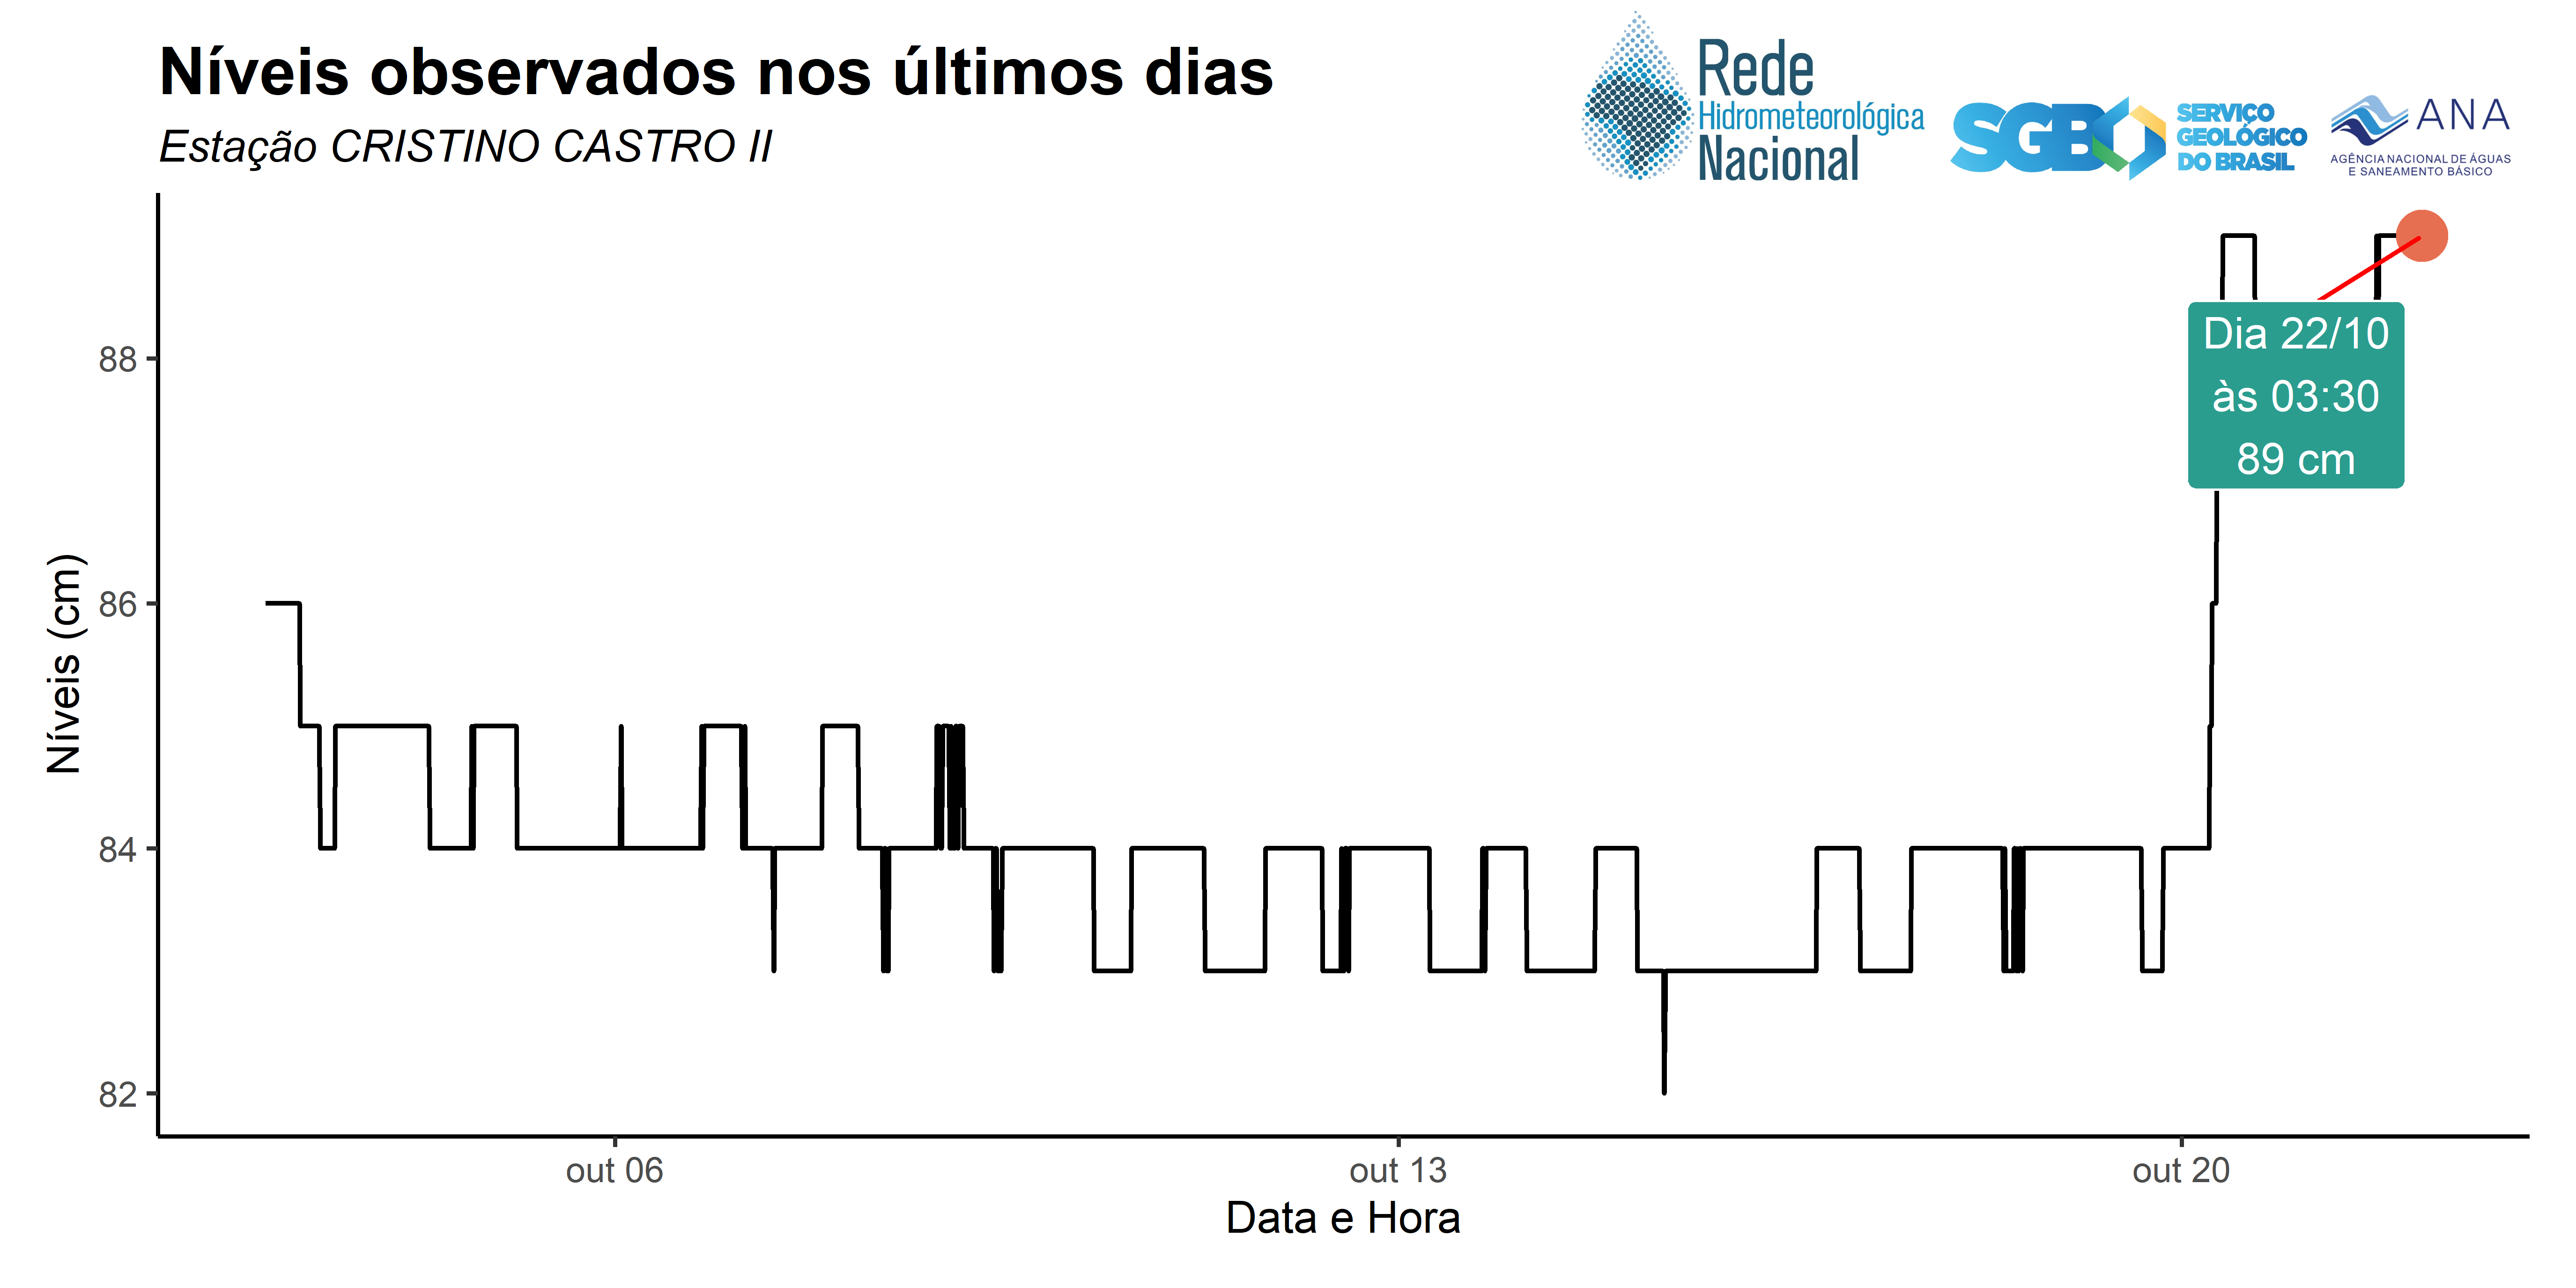 Níveis observados nos últimos dias
Estação CRISTINO CASTRO II
Rede
Hidrometeorológica
Nacional
SGB
SERVIÇO
GEOLÓGICO
DO BRASIL
ANA
AGÊNCIA NACIONAL DE ÁGUAS
E SANEAMENTO BÁSICO
Níveis (cm)
88
86
84
82
Dia 22/10
às 03:30
89 cm
out 06
out 13
out 20
Data e Hora